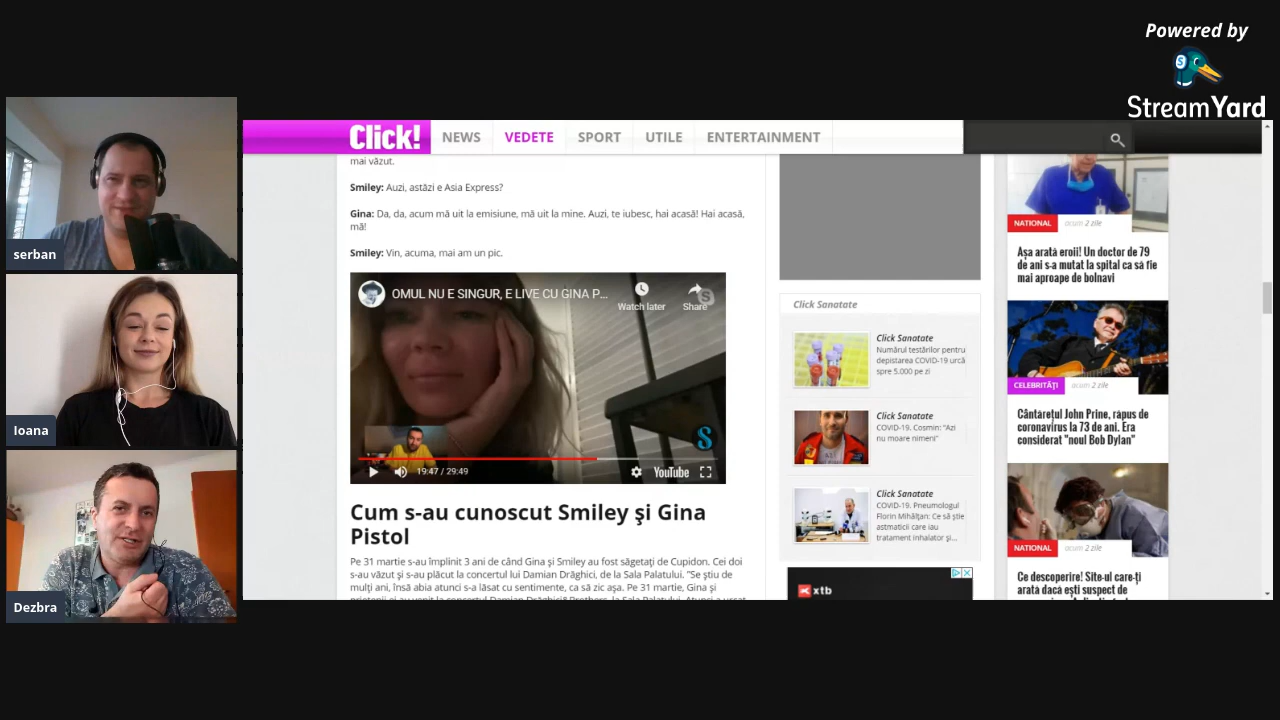 Powered by
StreamYard
serban
Ioana
Dezbra
Click!
NEWS
VEDETE
SPORT
UTILE
ENTERTAINMENT
mai văzut.
Smiley: Auzi, astăzi e Asia Express?
Gina: Da, da, acum mă uit la emisiune, mă uit la mine. Auzi, te iubesc, hai acasă! Hai acasă,
mă!
Smiley: Vin, acuma, mai am un pic.
OMUL NU E SINGUR, E LIVE CU GINA P...
Watch later
Share
19:47 / 29:49
YouTube
Cum s-au cunoscut Smiley şi Gina
Pistol
Pe 31 martie s-au împlinit 3 ani de când Gina şi Smiley au fost săgetaţi de Cupidon. Cei doi
s-au văzut şi s-au plăcut la concertul lui Damian Drăghici, de la Sala Palatului. "Se ştiu de
mulţi ani, însă abia atunci s-a lăsat cu sentimente, ca să zic aşa. Pe 31 martie, Gina şi
Click Sanatate
Click Sanatate
Numărul testărilor pentru
depistarea COVID-19 urcă
spre 5.000 pe zi
Click Sanatate
COVID-19. Cosmin: "Azi
nu moare nimeni"
Click Sanatate
COVID-19. Pneumologul
Florin Mihălţan: Ce să ştie
astmaticii care iau
tratament inhalator şi...
xtb
NATIONAL
acum 2 zile
Aşa arată eroii! Un doctor de 79
de ani s-a mutat la spital ca să fie
mai aproape de bolnavi
CELEBRITĂŢI
acum 2 zile
Cântăreţul John Prine, răpus de
coronavirus la 73 de ani. Era
considerat "noul Bob Dylan"
NATIONAL
acum 2 zile
Ce descoperire! Site-ul care-ţi
arată dacă eşti suspect de